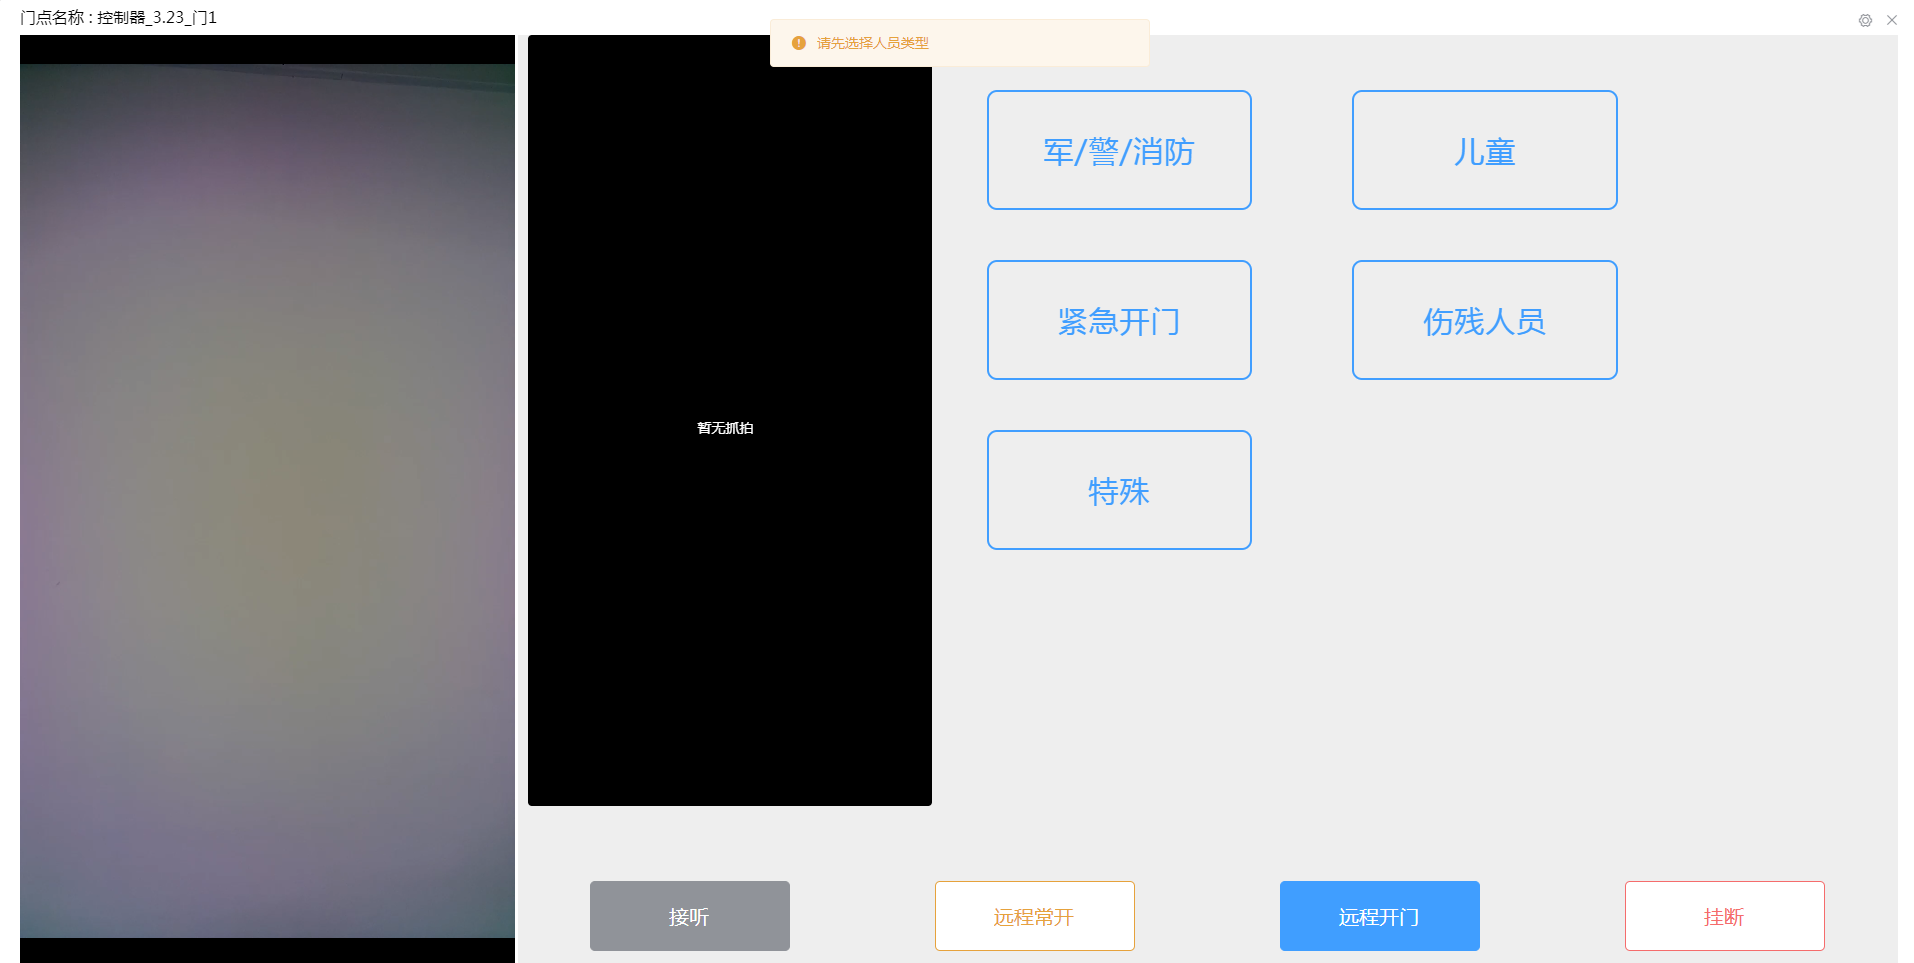 门点名称 : 控制器_3.23_门1
请先选择人员类型
暂无抓拍
军/警/消防
儿童
紧急开门
伤残人员
特殊
接听
远程常开
远程开门
挂断